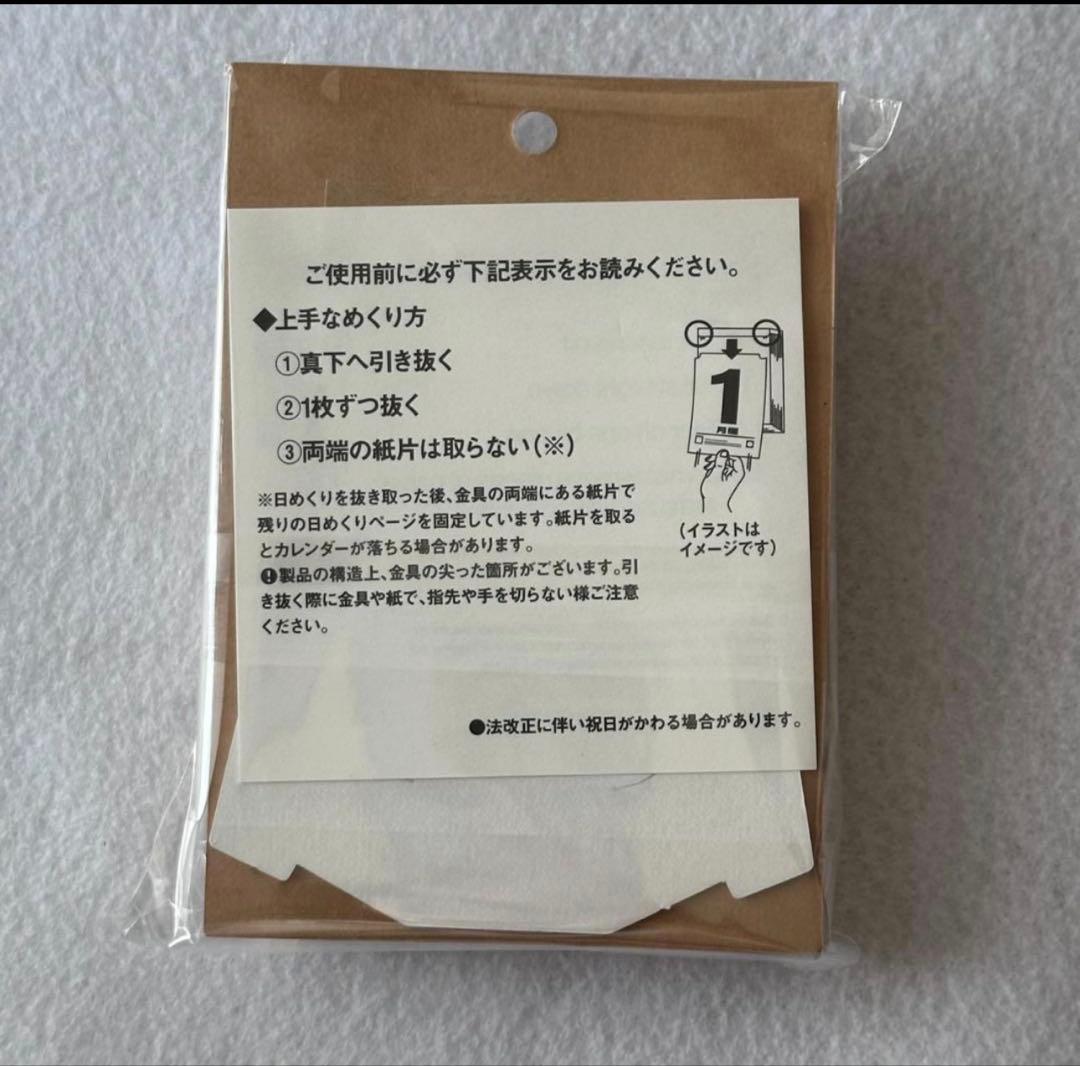 ご使用前に必ず下記表示をお読みください。
◆上手なめくり方
①真下へ引き抜く
②1枚ずつ抜く
③両端の紙片は取らない(※)
※日めくりを抜き取った後、金具の両端にある紙片で
残りの日めくりページを固定しています。紙片を取る
とカレンダーが落ちる場合があります。
❗製品の構造上、金具の尖った箇所がございます。引
き抜く際に金具や紙で、指先や手を切らない様ご注意
ください。
1
月曜
(イラストは
イメージです)
●法改正に伴い祝日がかわる場合があります。